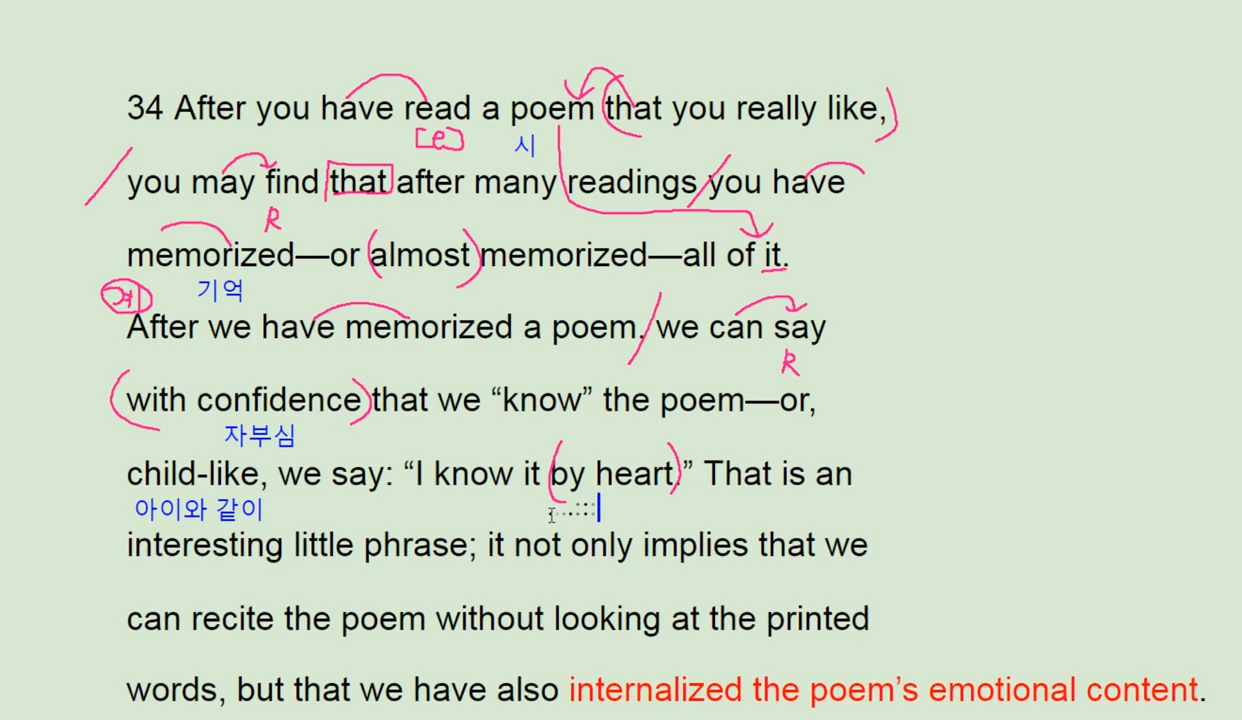 34 After you have read a poem that you really like,
[e] 시
you may find that after many readings you have
R
memorized—or almost memorized—all of it.
예 기억
After we have memorized a poem, we can say
R
with confidence that we “know” the poem—or,
자부심
child-like, we say: “I know it by heart.” That is an
아이와 같이
interesting little phrase; it not only implies that we
can recite the poem without looking at the printed
words, but that we have also internalized the poem’s emotional content.